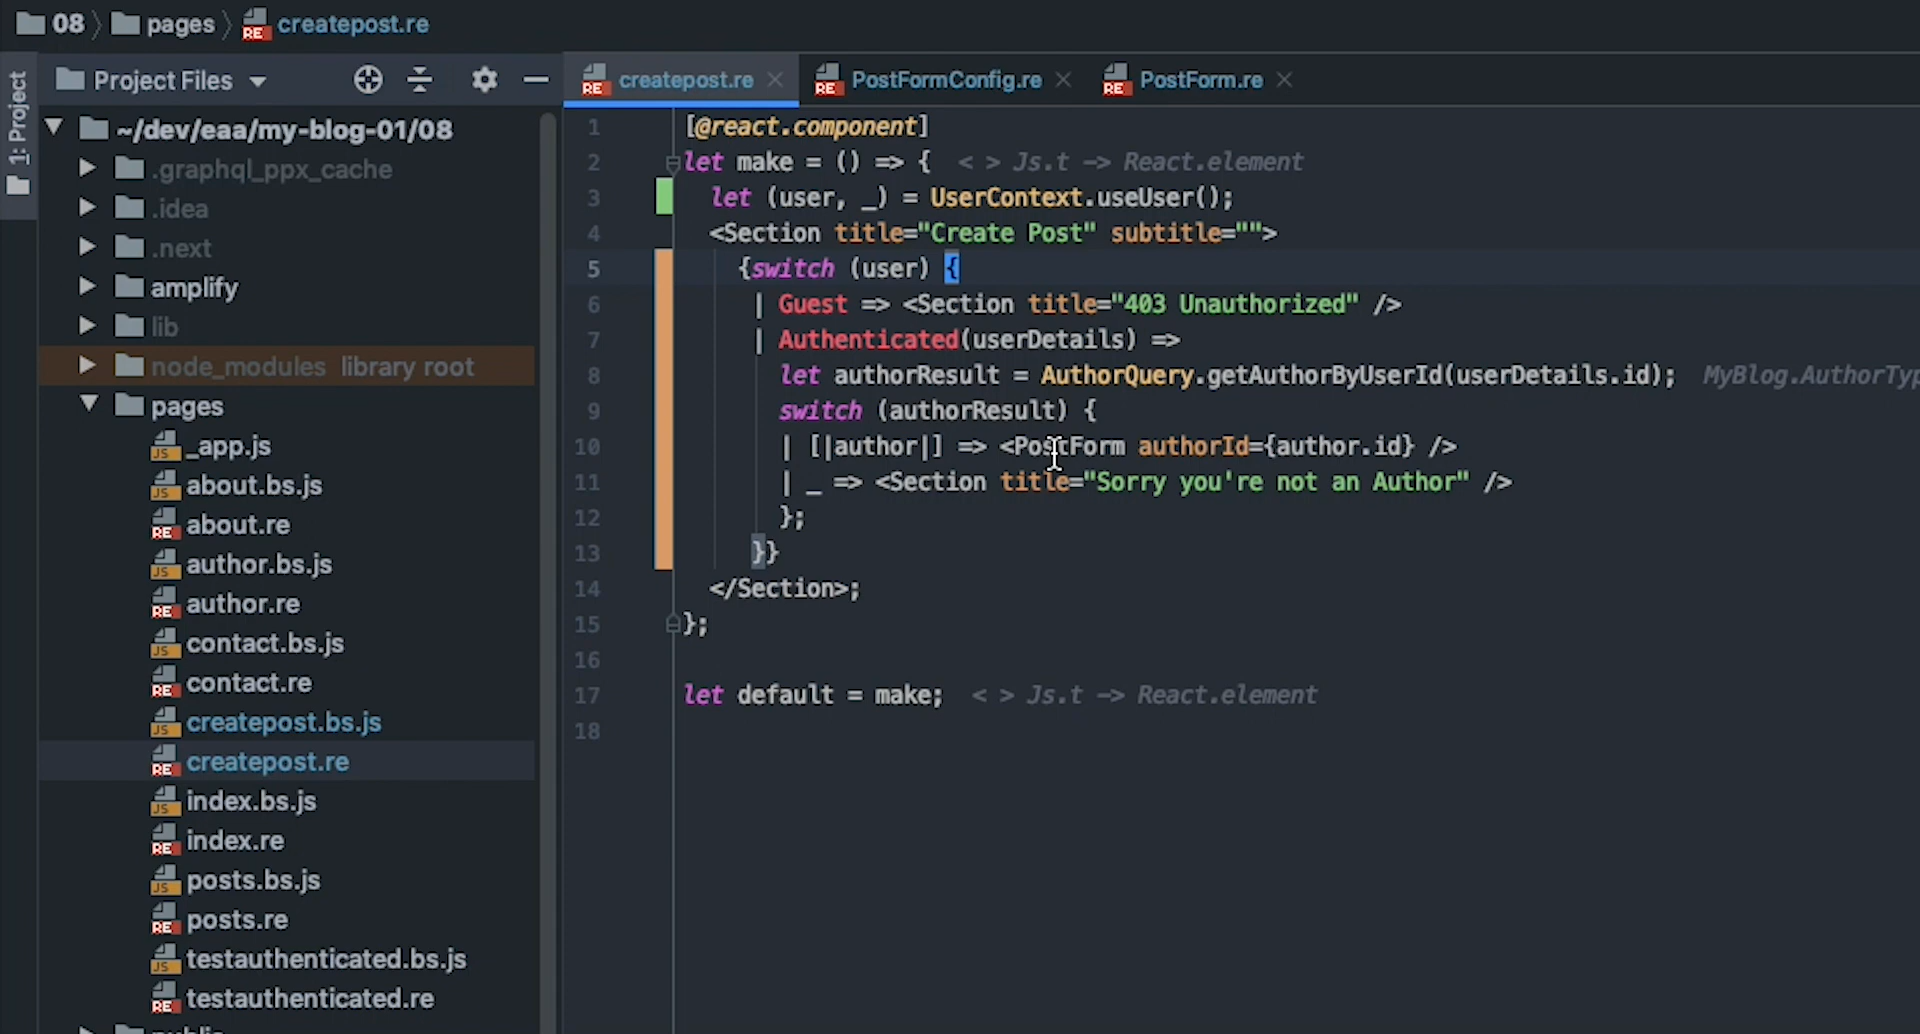 08 pages createpost.re
1: Project
Project Files
createpost.re PostFormConfig.re PostForm.re
~/dev/eaa/my-blog-01/08
.graphql_ppx_cache
.idea
.next
amplify
lib
node_modules library root
pages
_app.js
about.bs.js
about.re
author.bs.js
author.re
contact.bs.js
contact.re
createpost.bs.js
createpost.re
index.bs.js
index.re
posts.bs.js
posts.re
testauthenticated.bs.js
testauthenticated.re
1 [@react.component]
2 let make = () => { < > Js.t -> React.element
3 let (user, _) = UserContext.useUser();
4 <Section title="Create Post" subtitle="">
5 {switch (user) {
6 | Guest => <Section title="403 Unauthorized" />
7 | Authenticated(userDetails) =>
8 let authorResult = AuthorQuery.getAuthorByUserId(userDetails.id); MyBlog.AuthorTyp
9 switch (authorResult) {
10 | [|author|] => <PostForm authorId={author.id} />
11 | _ => <Section title="Sorry you're not an Author" />
12 };
13 }}
14 </Section>;
15 };
16
17 let default = make; < > Js.t -> React.element
18